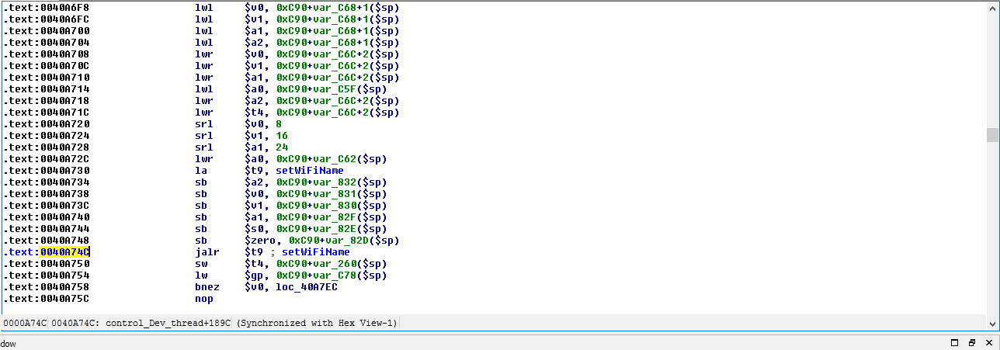 .text:0040A6F8 lwl $v0, 0xC90+var_C68+1($sp)
.text:0040A6FC lwl $v1, 0xC90+var_C68+1($sp)
.text:0040A700 lwl $a1, 0xC90+var_C68+1($sp)
.text:0040A704 lwl $a2, 0xC90+var_C68+1($sp)
.text:0040A708 lwr $v0, 0xC90+var_C6C+2($sp)
.text:0040A70C lwr $v1, 0xC90+var_C6C+2($sp)
.text:0040A710 lwr $a1, 0xC90+var_C6C+2($sp)
.text:0040A714 lwl $a0, 0xC90+var_C5F($sp)
.text:0040A718 lwr $a2, 0xC90+var_C6C+2($sp)
.text:0040A71C lwr $t4, 0xC90+var_C6C+2($sp)
.text:0040A720 srl $v0, 8
.text:0040A724 srl $v1, 16
.text:0040A728 srl $a1, 24
.text:0040A72C lwr $a0, 0xC90+var_C62($sp)
.text:0040A730 la $t9, setWiFiName
.text:0040A734 sb $a2, 0xC90+var_832($sp)
.text:0040A738 sb $v0, 0xC90+var_831($sp)
.text:0040A73C sb $v1, 0xC90+var_830($sp)
.text:0040A740 sb $a1, 0xC90+var_82F($sp)
.text:0040A744 sb $s0, 0xC90+var_82E($sp)
.text:0040A748 sb $zero, 0xC90+var_82D($sp)
.text:0040A74C jalr $t9 ; setWiFiName
.text:0040A750 sw $t4, 0xC90+var_260($sp)
.text:0040A754 lw $gp, 0xC90+var_C78($sp)
.text:0040A758 bnez $v0, loc_40A7EC
.text:0040A75C nop
0000A74C 0040A74C: control_Dev_thread+189C (Synchronized with Hex View-1)
dow